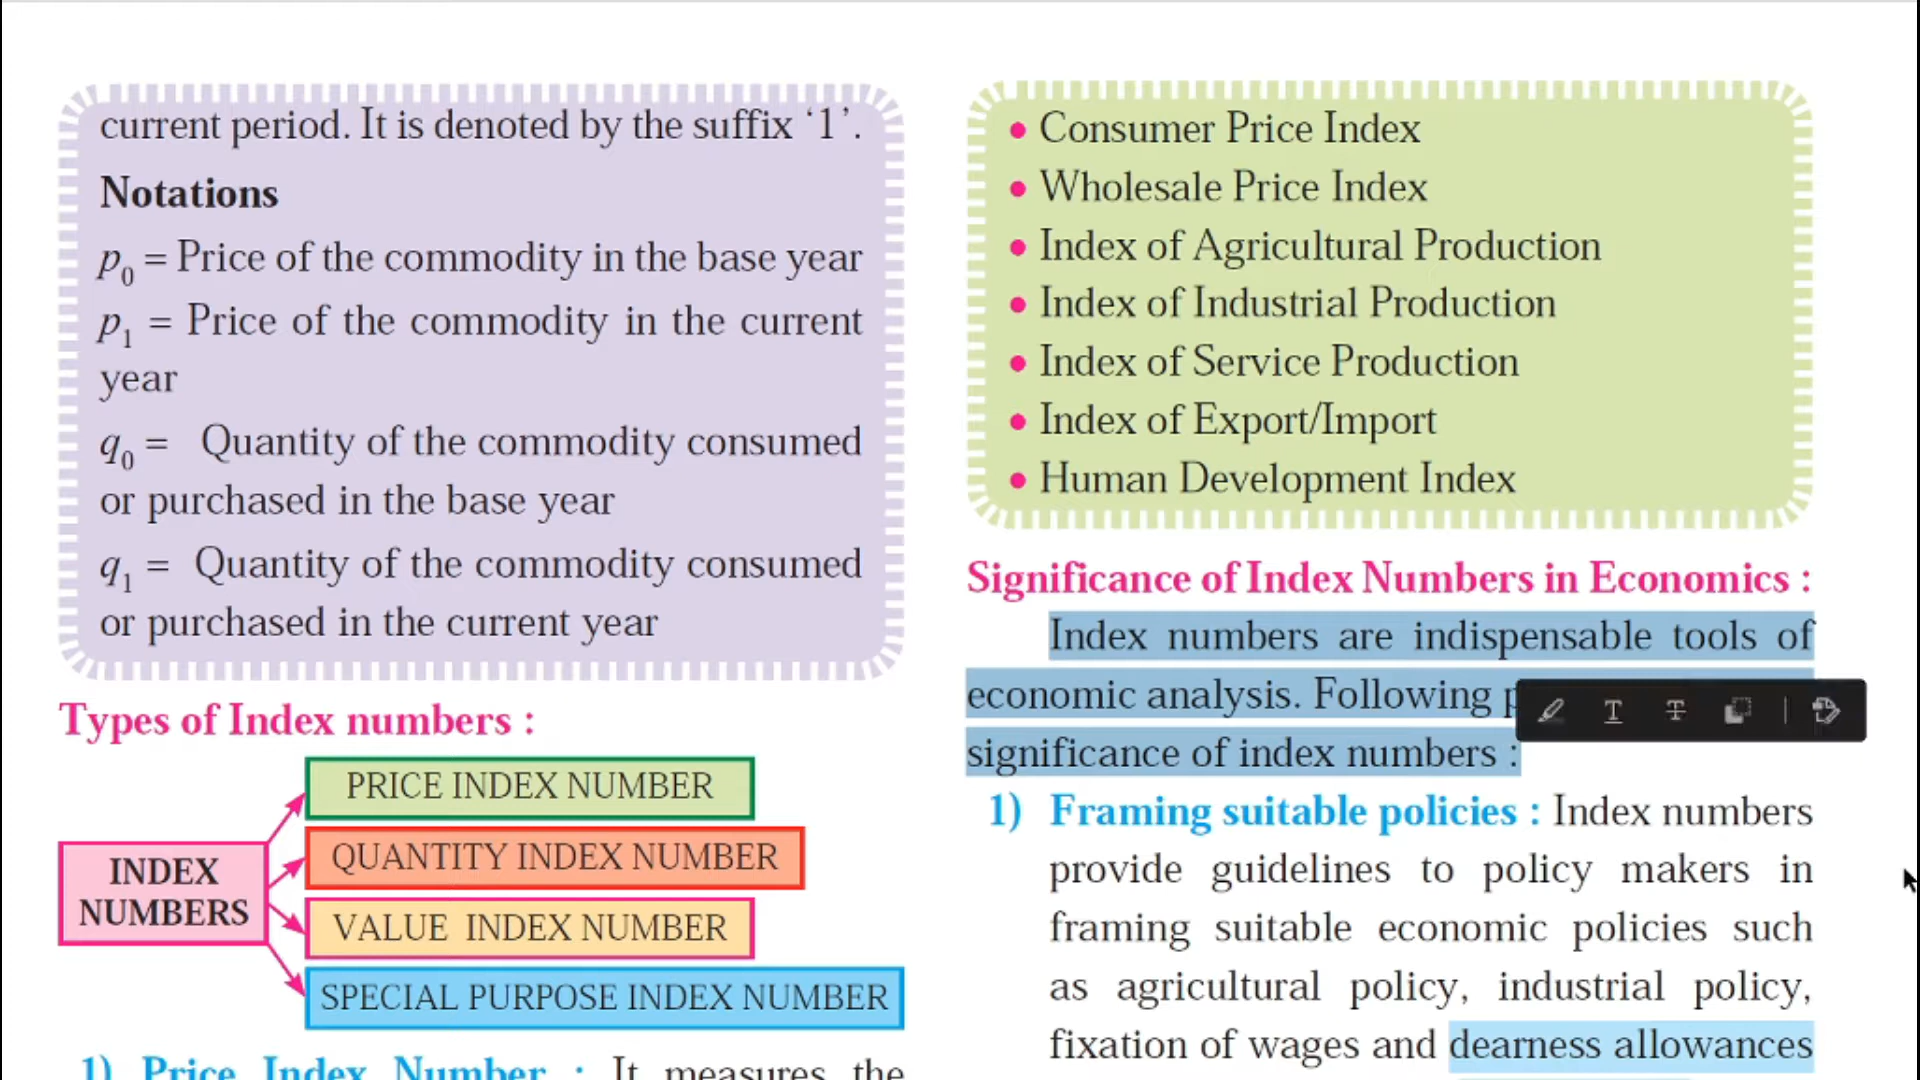 current period. It is denoted by the suffix ‘1’.
Notations
p0 = Price of the commodity in the base year
p1 = Price of the commodity in the current
year
q0 = Quantity of the commodity consumed
or purchased in the base year
q1 = Quantity of the commodity consumed
or purchased in the current year
Types of Index numbers :
INDEX
NUMBERS
PRICE INDEX NUMBER
QUANTITY INDEX NUMBER
VALUE INDEX NUMBER
SPECIAL PURPOSE INDEX NUMBER
1) Price Index Number : It measures the
• Consumer Price Index
• Wholesale Price Index
• Index of Agricultural Production
• Index of Industrial Production
• Index of Service Production
• Index of Export/Import
• Human Development Index
Significance of Index Numbers in Economics :
Index numbers are indispensable tools of
economic analysis. Following
significance of index numbers :
1) Framing suitable policies : Index numbers
provide guidelines to policy makers in
framing suitable economic policies such
as agricultural policy, industrial policy,
fixation of wages and dearness allowances